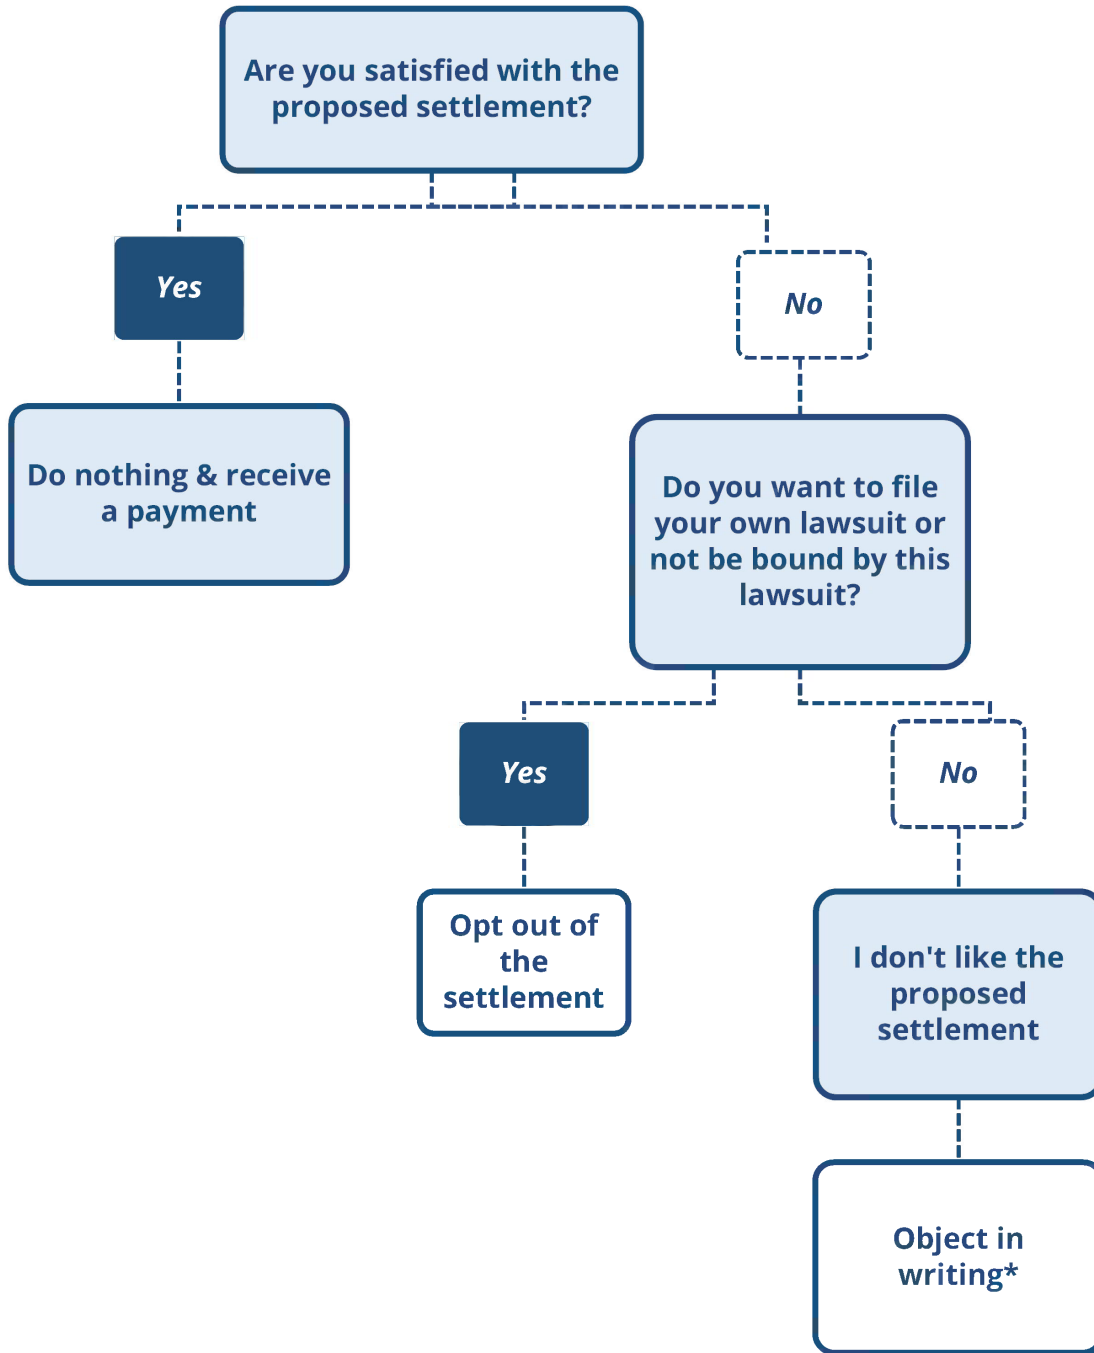 Are you satisfied with the
proposed settlement?
Yes
No
Do nothing & receive
a payment
Do you want to file
your own lawsuit or
not be bound by this
lawsuit?
Yes
No
Opt out of
the
settlement
I don't like the
proposed
settlement
Object in
writing*